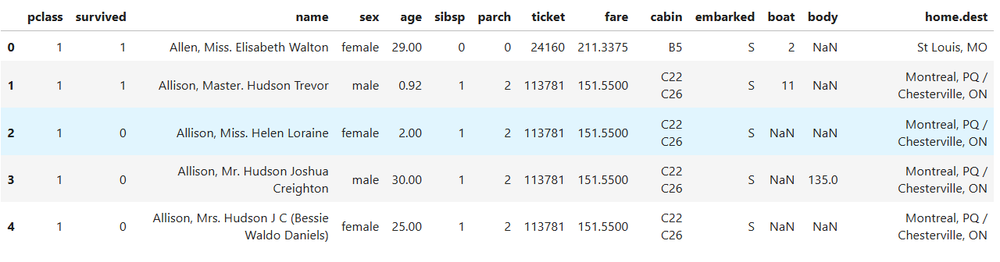 pclass survived name sex age sibsp parch ticket fare cabin embarked boat body home.dest
0 1 1 Allen, Miss. Elisabeth Walton female 29.00 0 0 24160 211.3375 B5 S 2 NaN St Louis, MO
1 1 1 Allison, Master. Hudson Trevor male 0.92 1 2 113781 151.5500 C22 C26 S 11 NaN Montreal, PQ / Chesterville, ON
2 1 0 Allison, Miss. Helen Loraine female 2.00 1 2 113781 151.5500 C22 C26 S NaN NaN Montreal, PQ / Chesterville, ON
3 1 0 Allison, Mr. Hudson Joshua Creighton male 30.00 1 2 113781 151.5500 C22 C26 S NaN 135.0 Montreal, PQ / Chesterville, ON
4 1 0 Allison, Mrs. Hudson J C (Bessie Waldo Daniels) female 25.00 1 2 113781 151.5500 C22 C26 S NaN NaN Montreal, PQ / Chesterville, ON